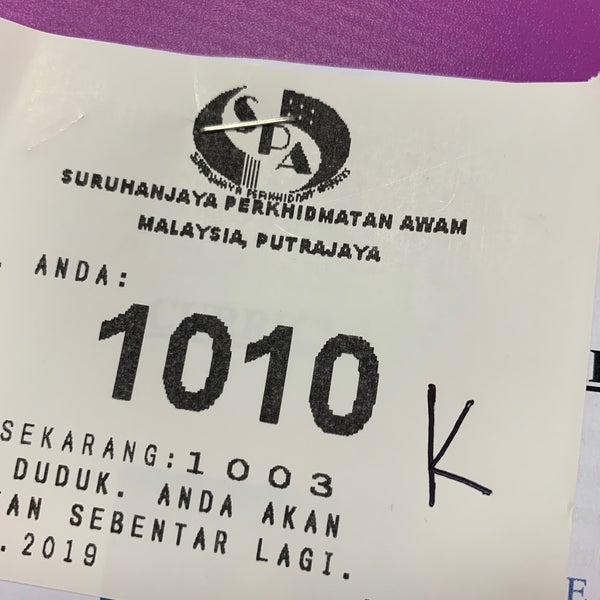 SPA
SURUHANJAYA PERKHIDMATAN AWAM
MALAYSIA, PUTRAJAYA
. ANDA:
1010
K
SEKARANG:1003
DUDUK. ANDA AKAN
AN SEBENTAR LAGI.
.2019
E